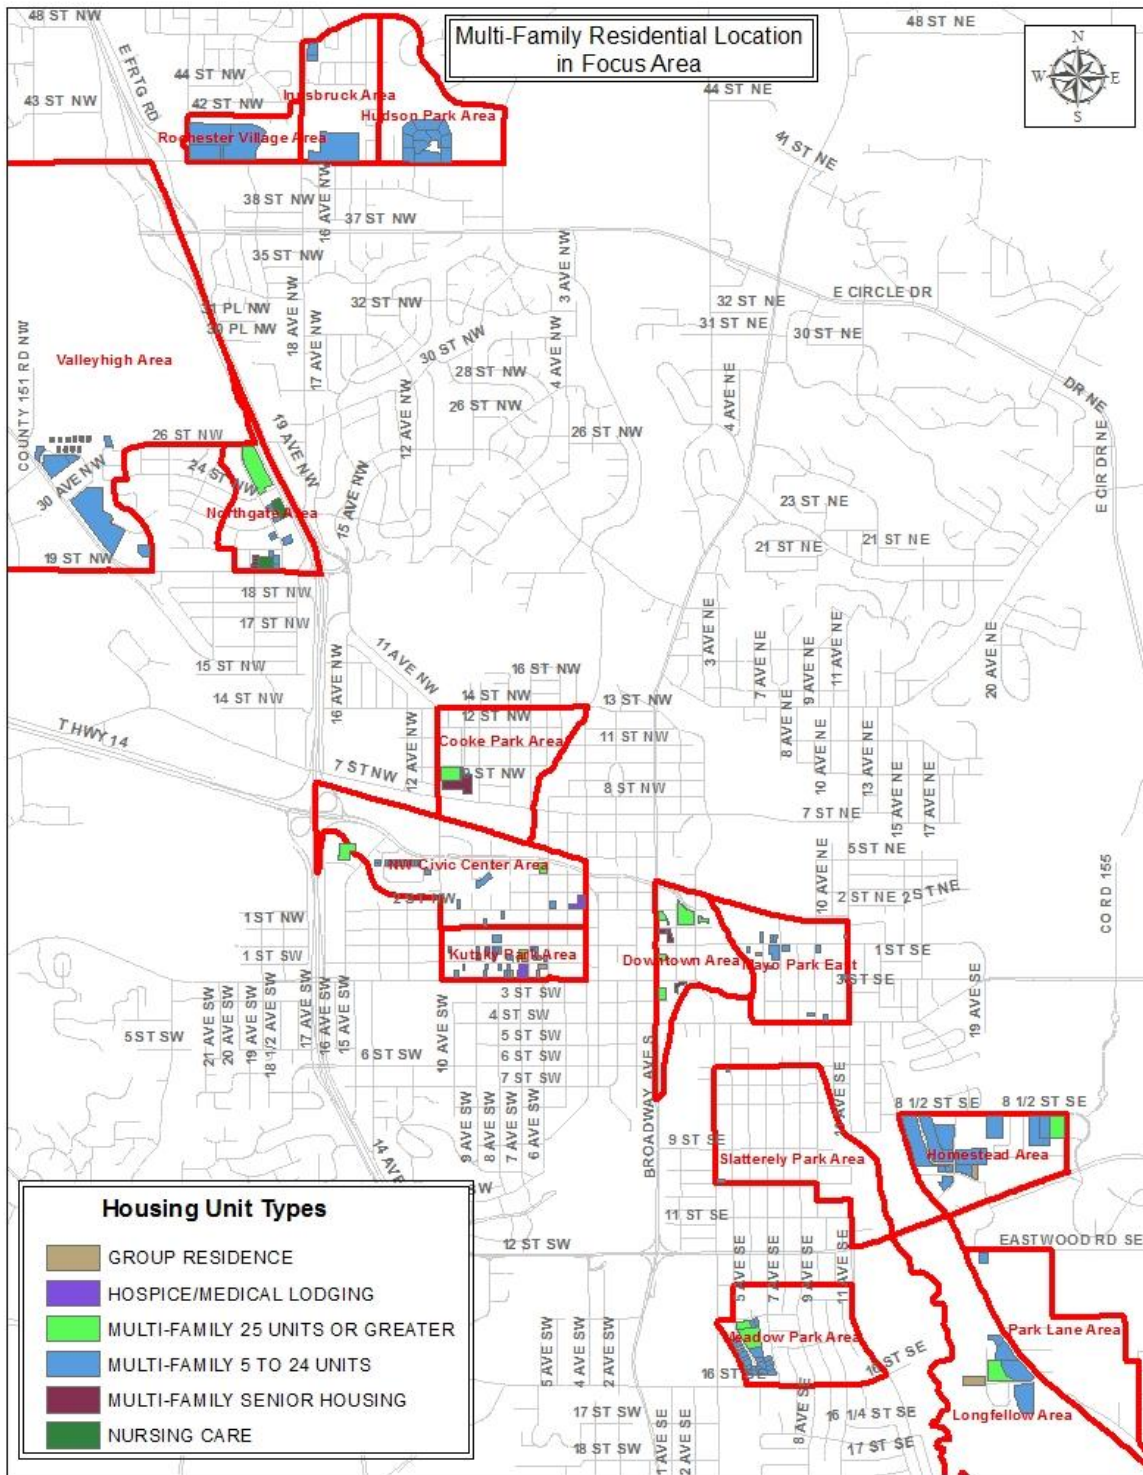 Multi-Family Residential Location
in Focus Area
48 ST NW
48 ST NE
N
W
E
S
E FRTG RD
44 ST NW
43 ST NW
42 ST NW
Innsbruck Area
Hudson Park Area
Rochester Village Area
44 ST NE
41 ST NE
38 ST NW
16 AVE NW
37 ST NW
35 ST NW
3 AVE NW
E CIRCLE DR
31 PL NW
30 PL NW
18 AVE NW
17 AVE NW
32 ST NW
30 ST NW
28 ST NW
26 ST NW
4 AVE NW
32 ST NE
31 ST NE
30 ST NE
4 AVE NE
DR NE
Valleyhigh Area
COUNTY 151 RD NW
26 ST NW
19 AVE NW
12 AVE NW
26 ST NW
E CIR DR NE
30 AVE NW
24 ST NW
Northgate Area
15 AVE NW
23 ST NE
21 ST NE
21 ST NE
19 ST NW
18 ST NW
17 ST NW
15 ST NW
14 ST NW
11 AVE NW
16 AVE NW
16 ST NW
14 ST NW
12 ST NW
13 ST NW
3 AVE NE
7 AVE NE
9 AVE NE
11 AVE NE
20 AVE NE
T HWY 14
7 ST NW
12 AVE NW
Cooke Park Area
11 ST NW
8 ST NW
8 AVE NE
10 AVE NE
13 AVE NE
15 AVE NE
17 AVE NE
7 ST NE
5 ST NE
10 AVE NE
CO RD 155
NW Civic Center Area
2 ST NW
2 ST NE
2 ST NE
1 ST NW
1 ST SW
Kutzky Park Area
Downtown Area
Mayo Park East
1 ST SE
3 ST SE
19 AVE SE
3 ST SW
4 ST SW
5 ST SW
6 ST SW
7 ST SW
5 ST SW
21 AVE SW
20 AVE SW
19 AVE SW
18 1/2 AVE SW
17 AVE SW
16 AVE SW
15 AVE SW
6 ST SW
10 AVE SW
9 AVE SW
8 AVE SW
7 AVE SW
6 AVE SW
BROADWAY AVE S
8 1/2 ST SE
8 1/2 ST SE
Homestead Area
9 ST SE
Slatterely Park Area
14 AVE
11 ST SE
12 ST SW
EASTWOOD RD SE
5 AVE SE
7 AVE SE
9 AVE SE
11 AVE SE
Meadow Park Area
Park Lane Area
5 AVE SW
4 AVE SW
2 AVE SW
16 ST SE
16 ST SE
8 AVE SE
16 1/4 ST SE
17 ST SE
Longfellow Area
17 ST SW
18 ST SW
1 AVE SE
2 AVE SE
Housing Unit Types
GROUP RESIDENCE
HOSPICE/MEDICAL LODGING
MULTI-FAMILY 25 UNITS OR GREATER
MULTI-FAMILY 5 TO 24 UNITS
MULTI-FAMILY SENIOR HOUSING
NURSING CARE